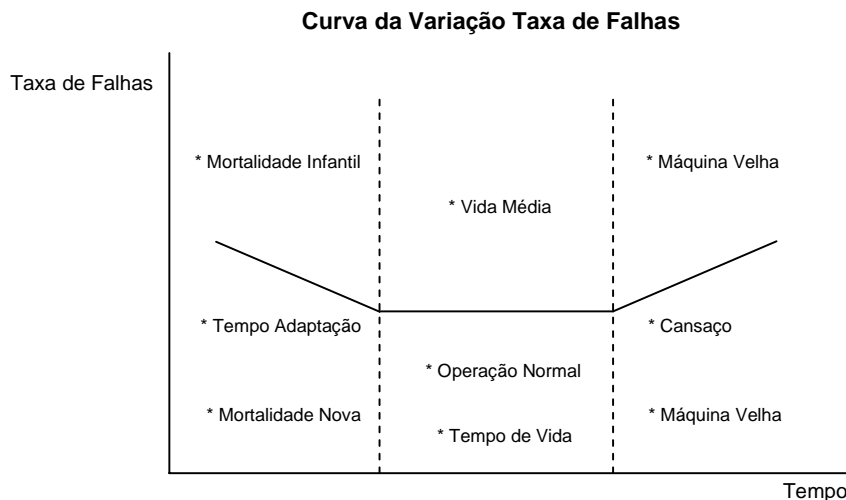 Curva da Variação Taxa de Falhas
Taxa de Falhas
* Mortalidade Infantil
* Máquina Velha
* Vida Média
* Tempo Adaptação
* Cansaço
* Operação Normal
* Mortalidade Nova
* Máquina Velha
* Tempo de Vida
Tempo